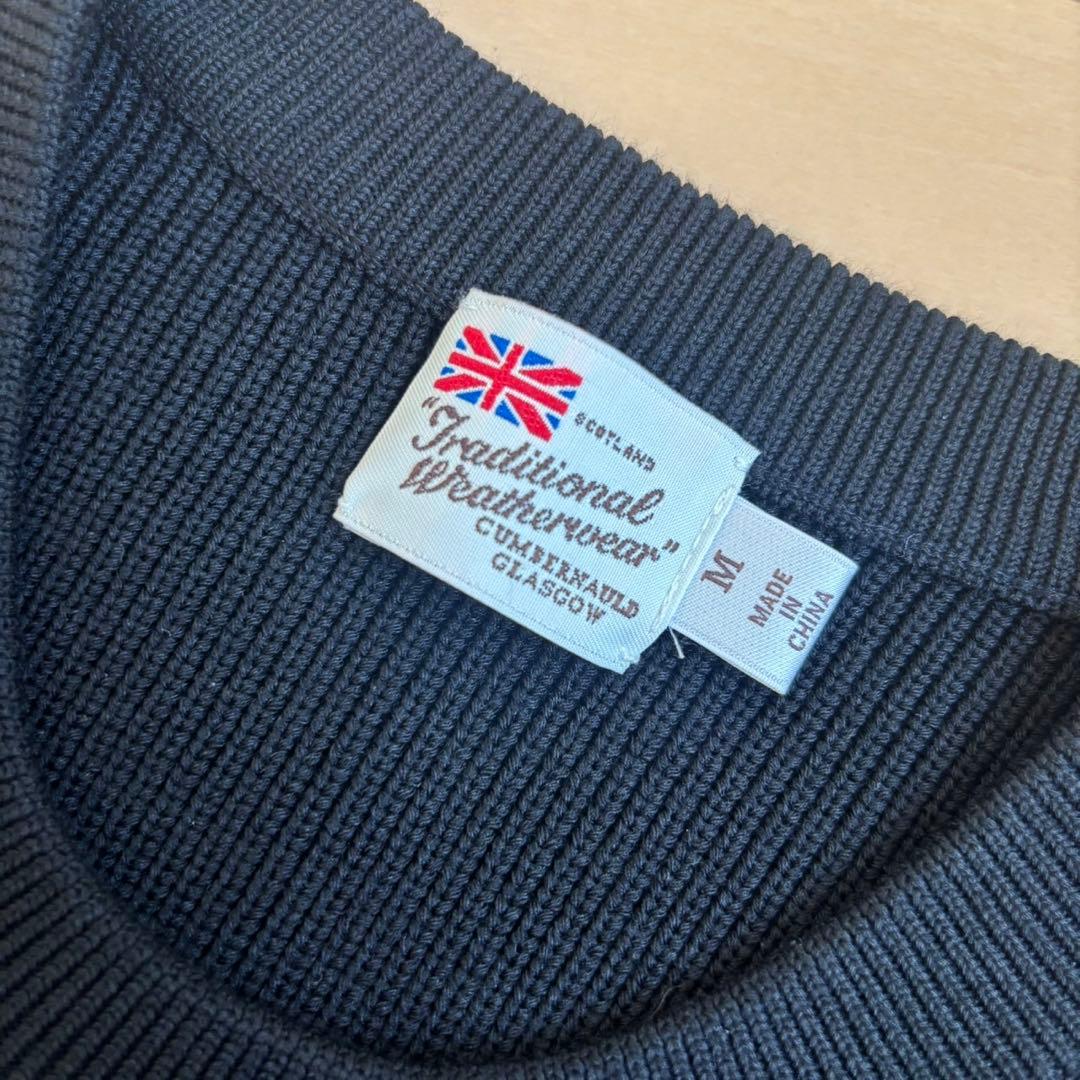 SCOTLAND
"Traditional
Weatherwear"
CUMBERNAULD
GLASGOW
M
MADE
IN
CHINA